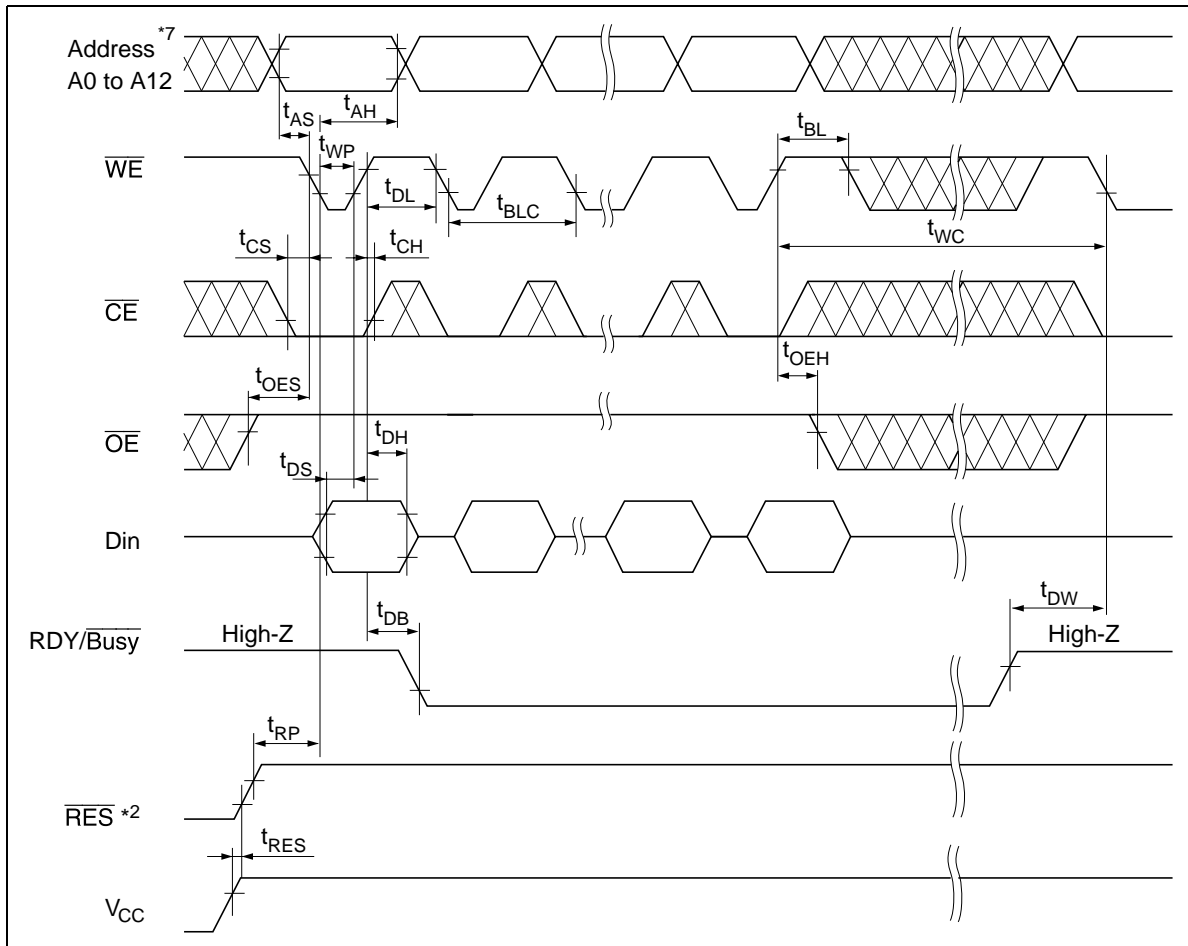 Address *7
A0 to A12
tAS
tAH
tBL
WE
tWP
tDL
tBLC
tWC
tCS
tCH
CE
tOEH
tOES
OE
tDH
tDS
Din
tDB
tDW
RDY/Busy
High-Z
High-Z
tRP
RES *2
tRES
VCC